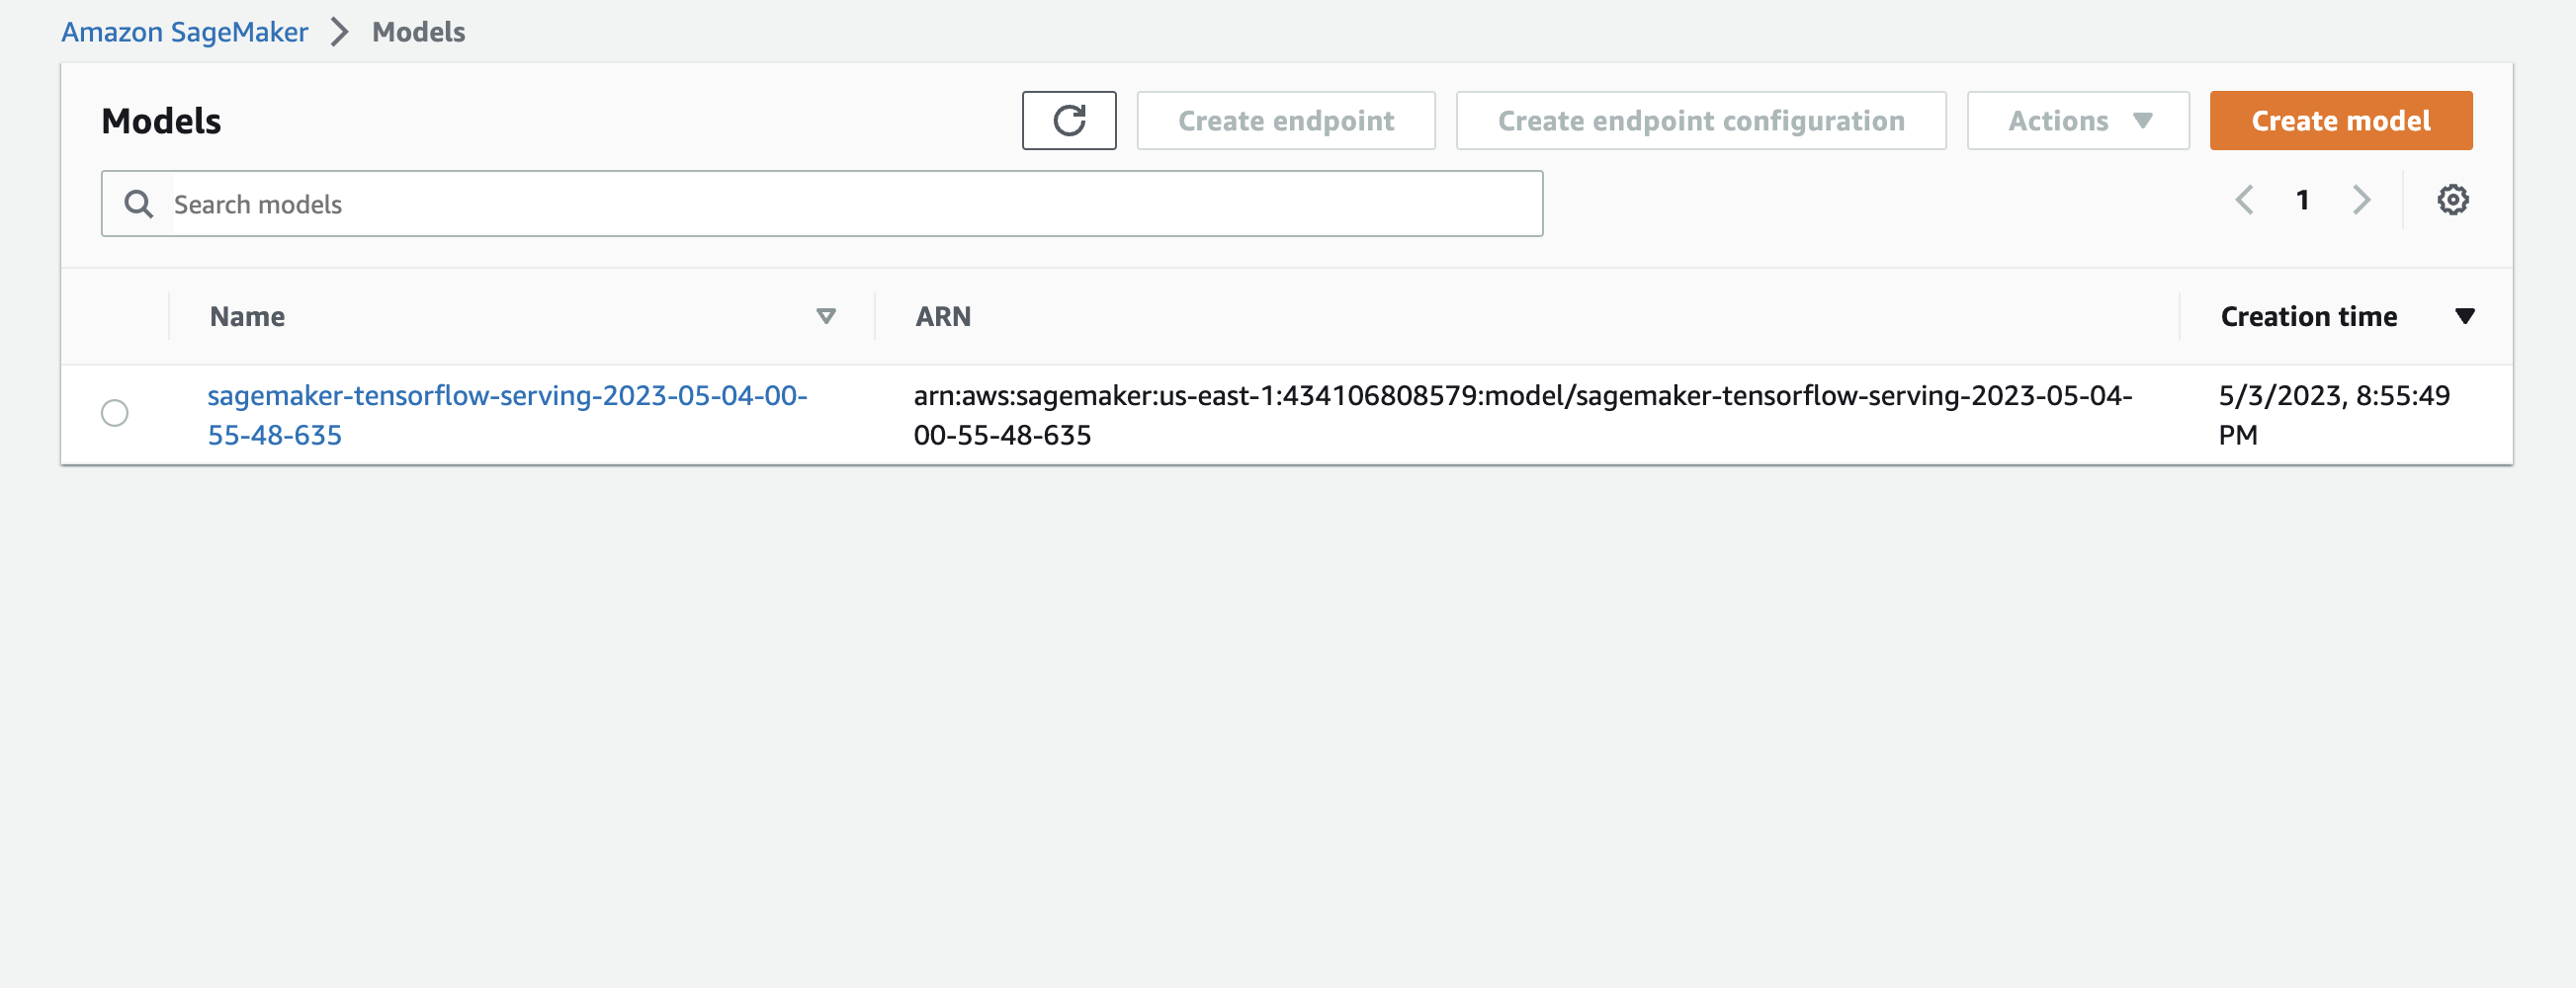 Amazon SageMaker > Models
Models
Create endpoint
Create endpoint configuration
Actions
Create model
Search models
1
Name
ARN
Creation time
sagemaker-tensorflow-serving-2023-05-04-00-
55-48-635
arn:aws:sagemaker:us-east-1:434106808579:model/sagemaker-tensorflow-serving-2023-05-04-
00-55-48-635
5/3/2023, 8:55:49
PM